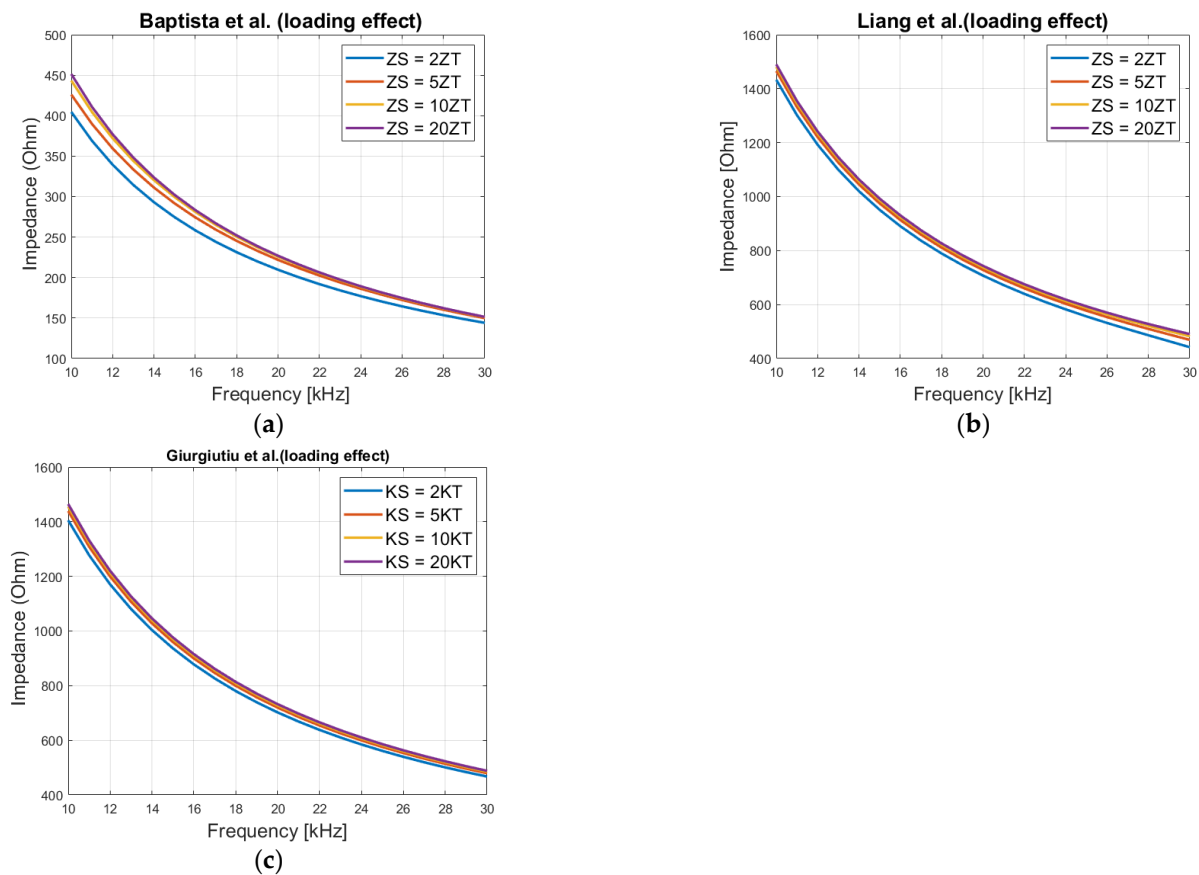 Baptista et al. (loading effect)
500
450
400
350
300
250
200
150
100
Impedance (Ohm)
ZS = 2ZT
ZS = 5ZT
ZS = 10ZT
ZS = 20ZT
10 12 14 16 18 20 22 24 26 28 30
Frequency [kHz]
(a)
Liang et al.(loading effect)
1600
1400
1200
1000
800
600
400
Impedance [Ohm]
ZS = 2ZT
ZS = 5ZT
ZS = 10ZT
ZS = 20ZT
10 12 14 16 18 20 22 24 26 28 30
Frequency [kHz]
(b)
Giurgiutiu et al.(loading effect)
1600
1400
1200
1000
800
600
400
Impedance (Ohm)
KS = 2KT
KS = 5KT
KS = 10KT
KS = 20KT
10 12 14 16 18 20 22 24 26 28 30
Frequency [kHz]
(c)